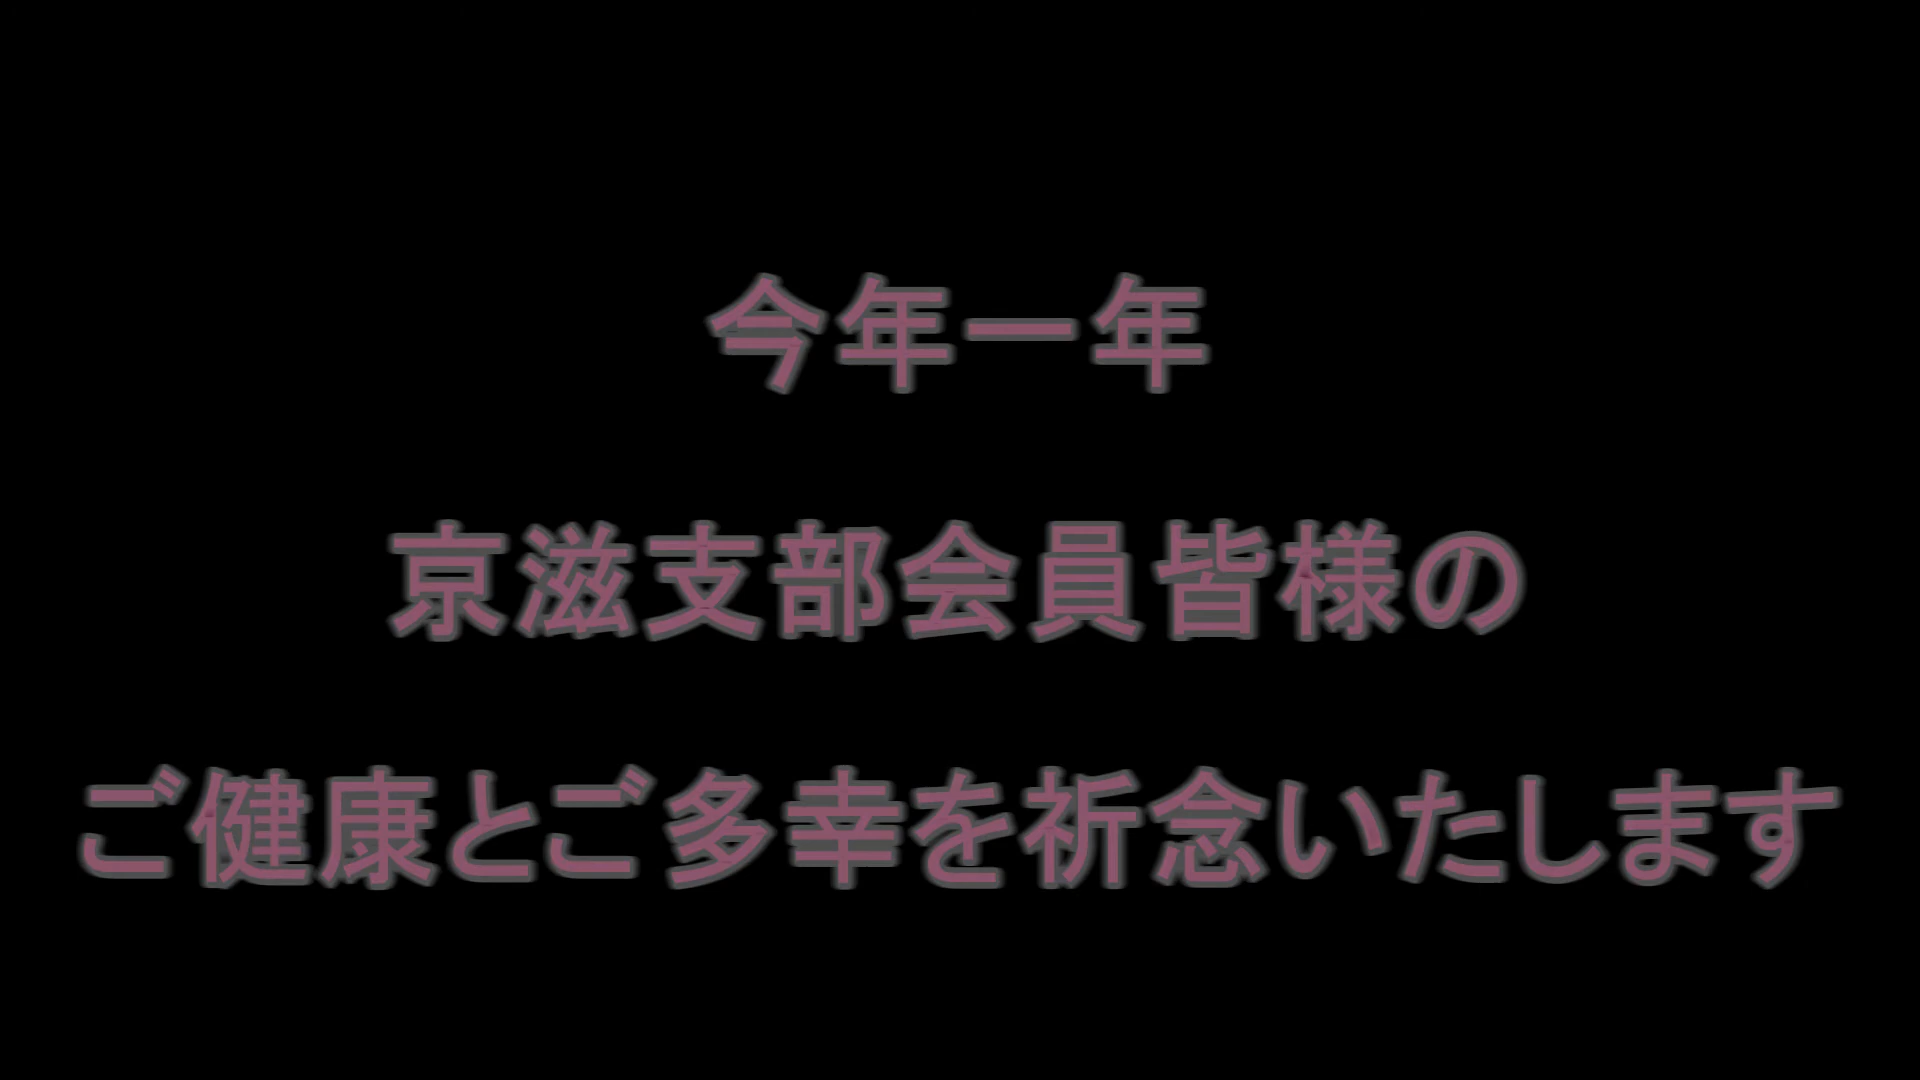 今年一年
京滋支部会員皆様の
ご健康とご多幸を祈念いたします